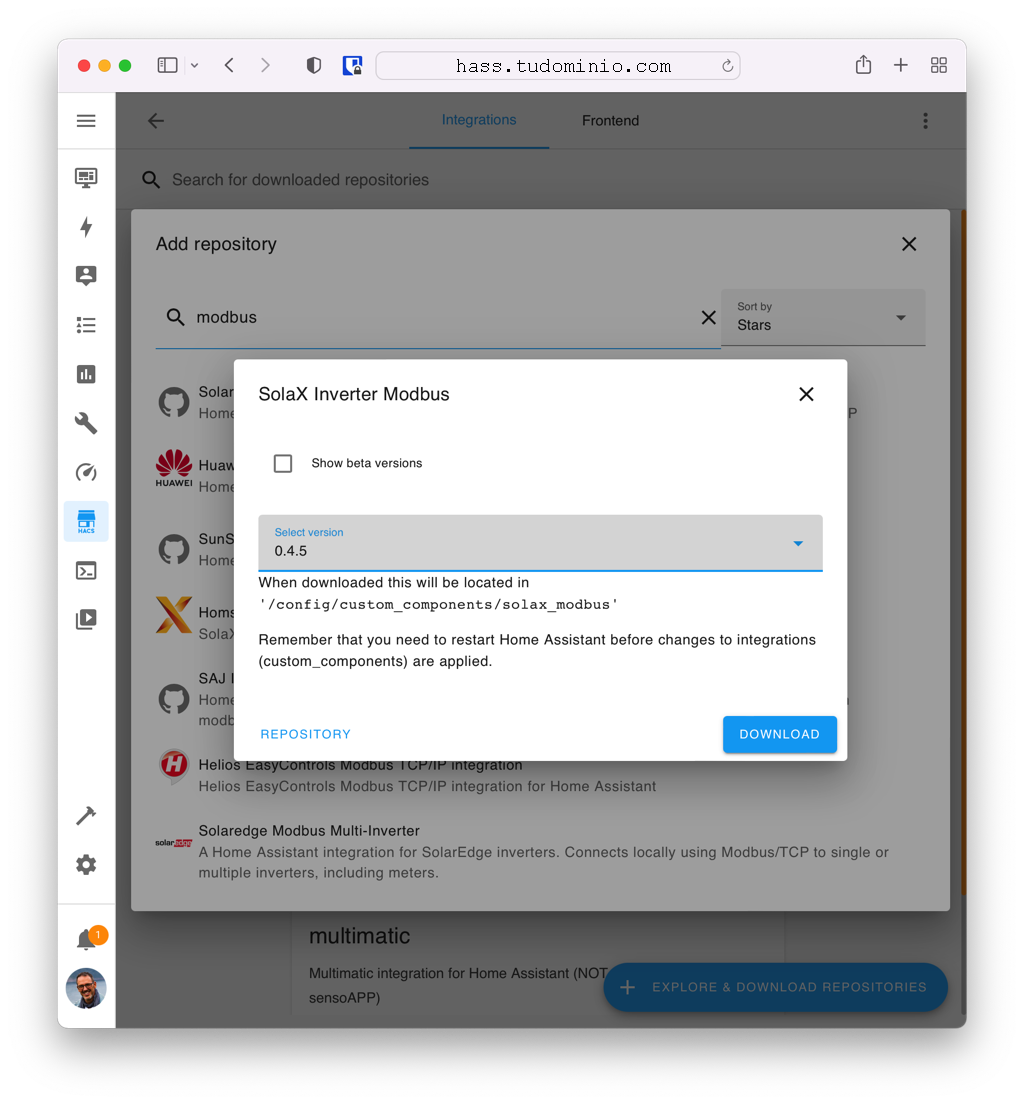 hass.tudominio.com
Integrations
Frontend
Search for downloaded repositories
Add repository
modbus
Sort by
Stars
Solar
Home
P
HUAWEI
Huaw
Home
SunS
Home
Homs
SolaX
SAJ I
Home
modb
SolaX Inverter Modbus
Show beta versions
Select version
0.4.5
When downloaded this will be located in
'/config/custom_components/solax_modbus'
Remember that you need to restart Home Assistant before changes to integrations
(custom_components) are applied.
REPOSITORY
DOWNLOAD
Helios EasyControls Modbus TCP/IP integration
Helios EasyControls Modbus TCP/IP integration for Home Assistant
solaredge
Solaredge Modbus Multi-Inverter
A Home Assistant integration for SolarEdge inverters. Connects locally using Modbus/TCP to single or
multiple inverters, including meters.
HACS
1
multimatic
Multimatic integration for Home Assistant (NOT
sensoAPP)
EXPLORE & DOWNLOAD REPOSITORIES